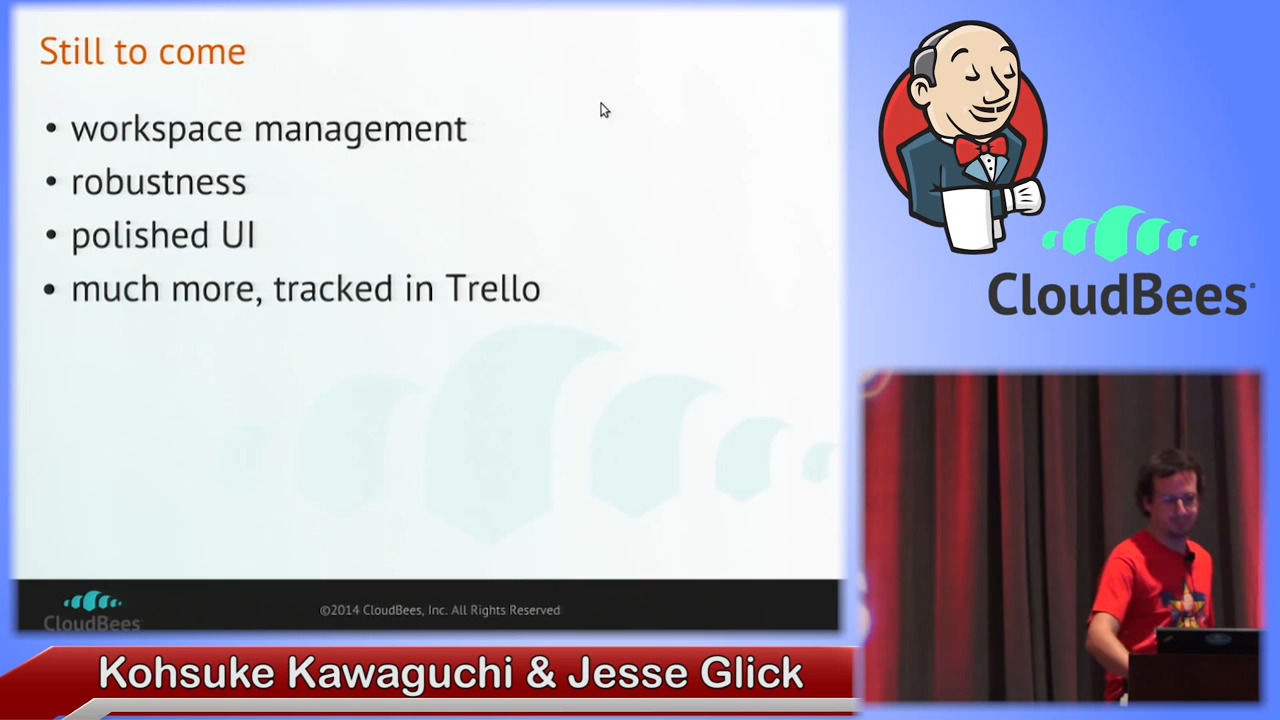 Still to come
• workspace management
• robustness
• polished UI
• much more, tracked in Trello
CloudBees
©2014 CloudBees, Inc. All Rights Reserved
CloudBees
Kohsuke Kawaguchi & Jesse Glick